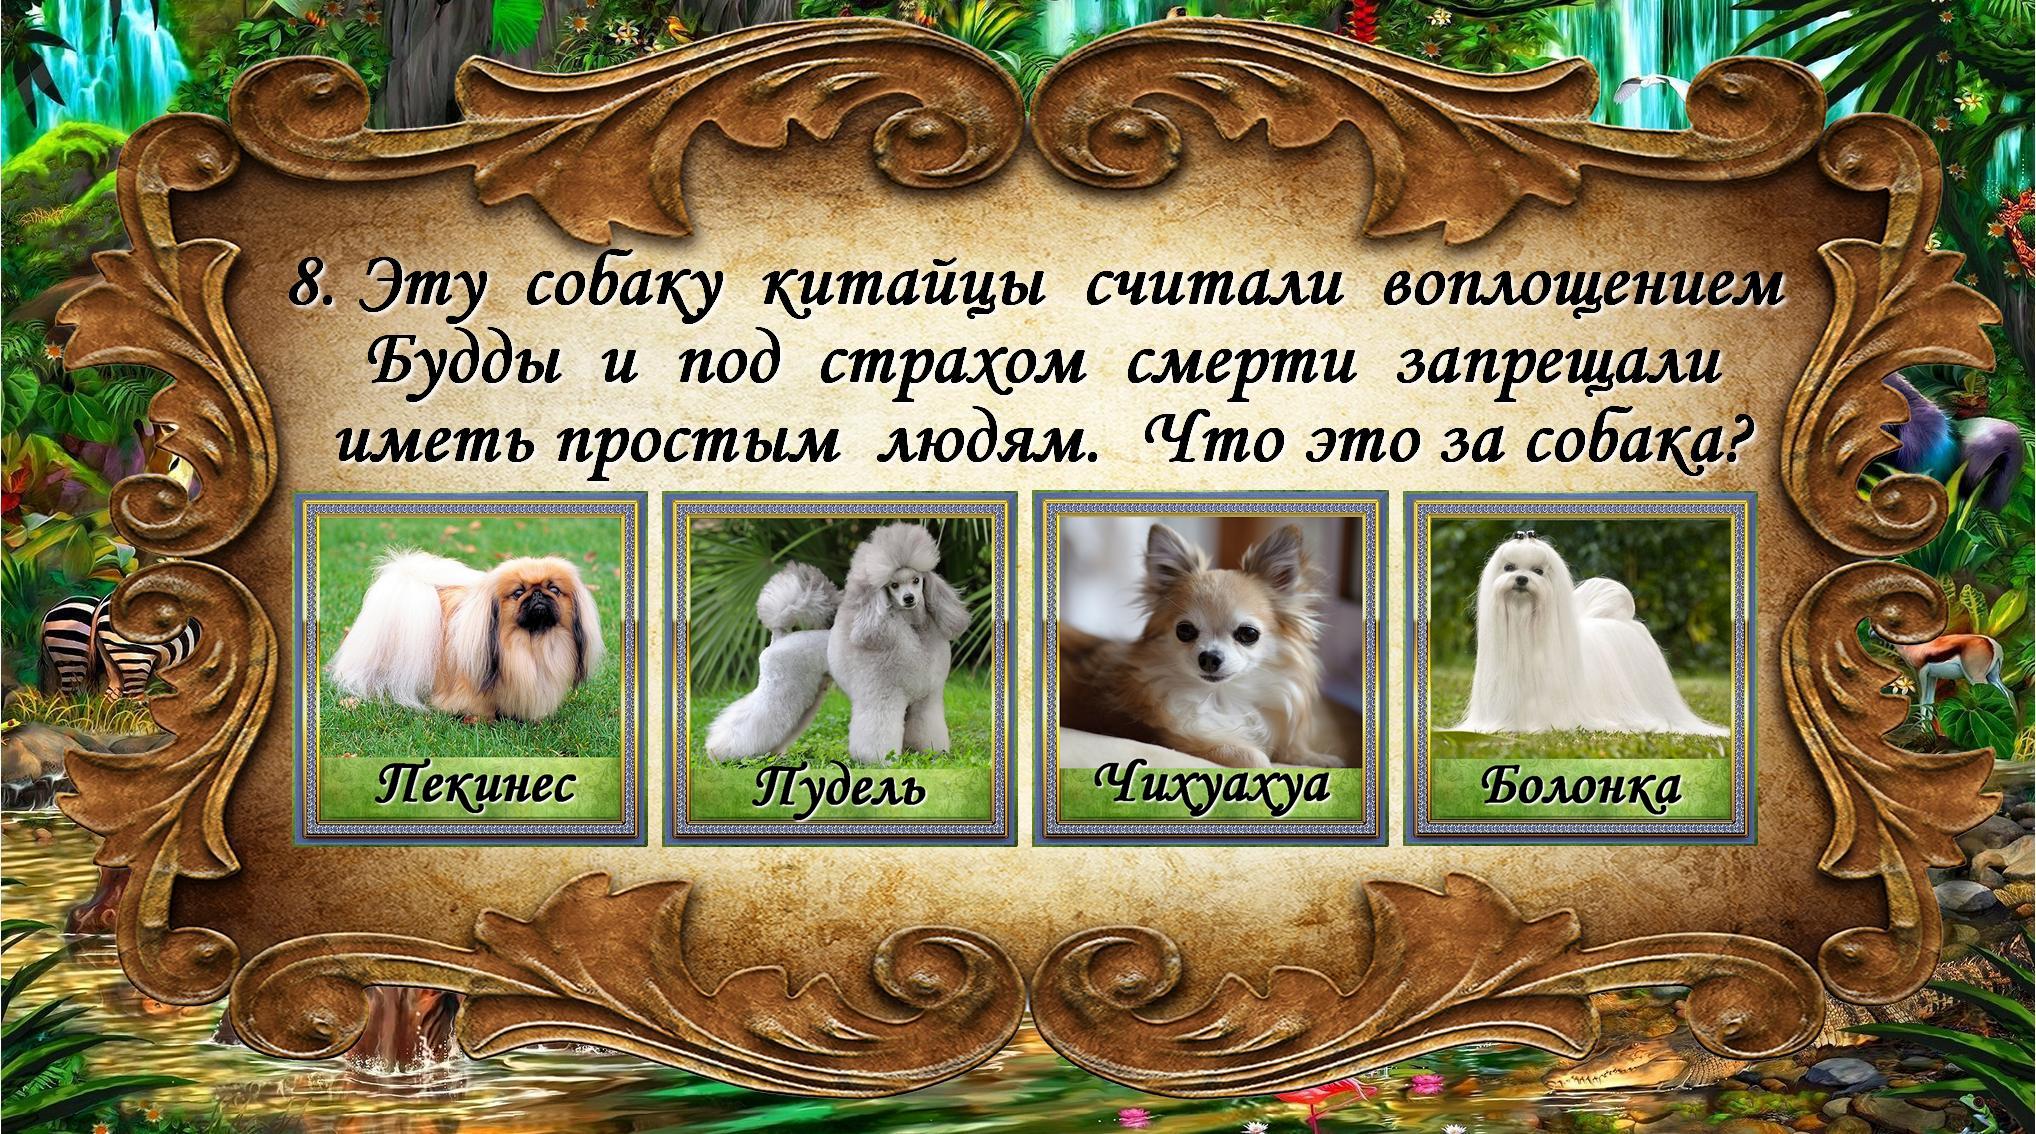 8. Эту собаку китайцы считали воплощением
Будды и под страхом смерти запрещали
иметь простым людям. Что это за собака?
Пекинес
Пудель
Чихуахуа
Болонка